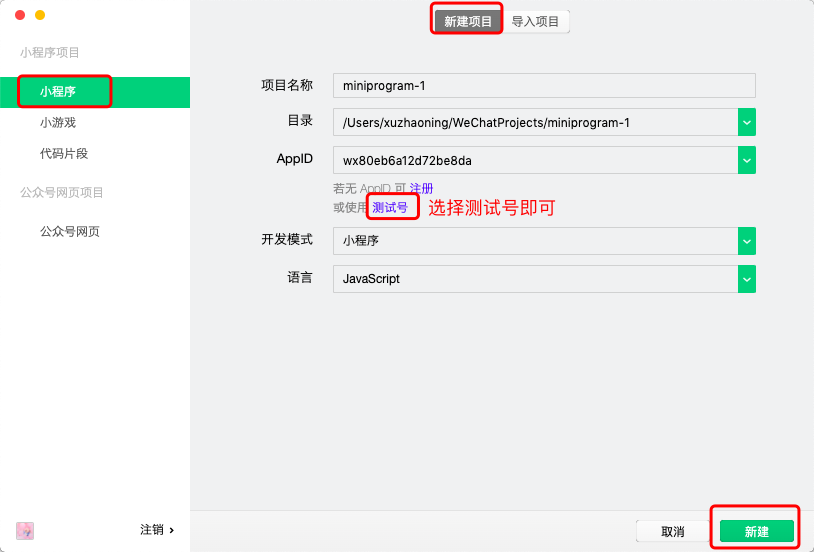 新建项目 导入项目
小程序项目
小程序
小游戏
代码片段
公众号网页项目
公众号网页
项目名称 miniprogram-1
目录 /Users/xuzhaoning/WeChatProjects/miniprogram-1
AppID wx80eb6a12d72be8da
若无 AppID 可 注册
或使用 测试号 选择测试号即可
开发模式 小程序
语言 JavaScript
注销 ›
取消 新建